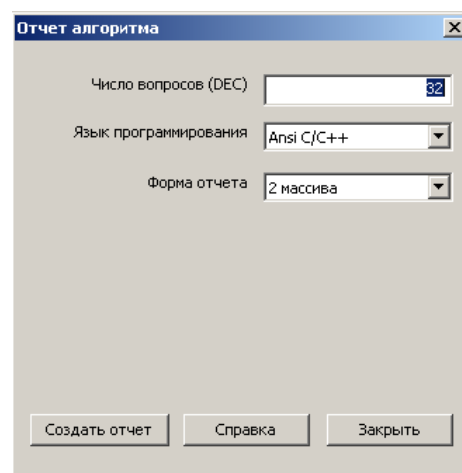 Отчет алгоритма
Число вопросов (DEC) 32
Язык программирования Ansi C/C++
Форма отчета 2 массива
Создать отчет Справка Закрыть